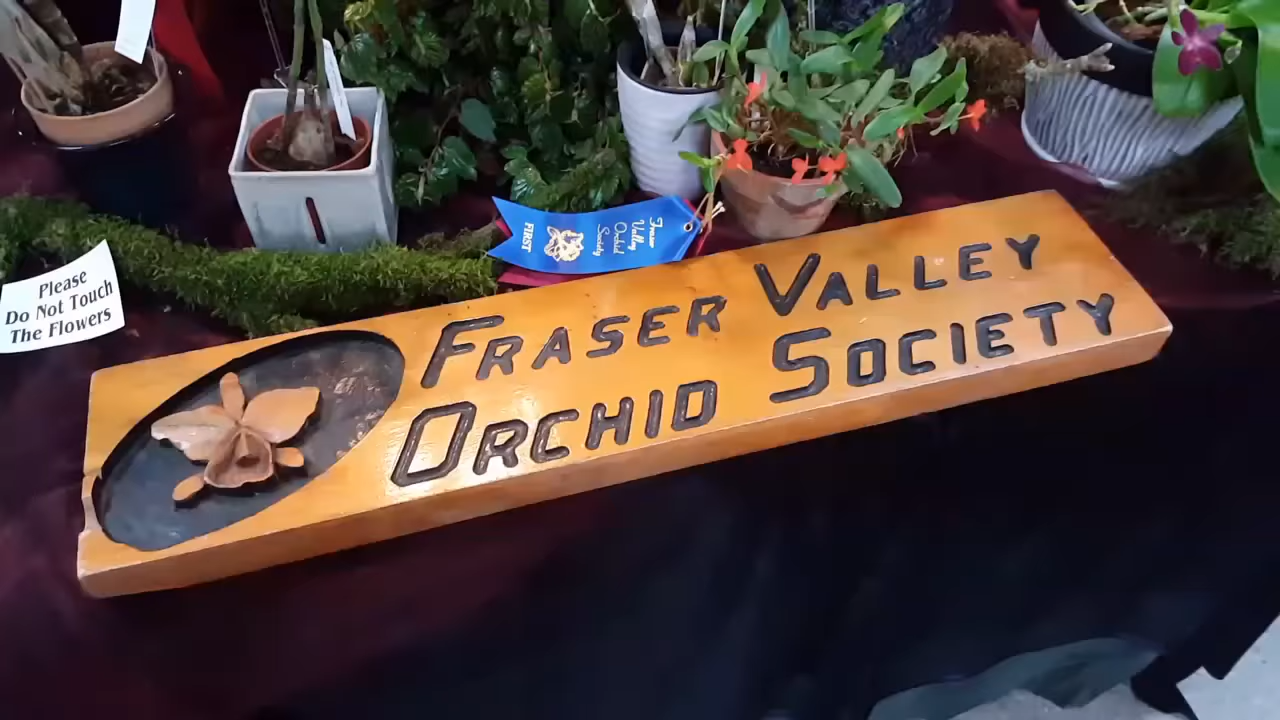 Please
Do Not Touch
The Flowers
Fraser
Valley
Orchid
Society
FIRST
FRASER VALLEY
ORCHID SOCIETY